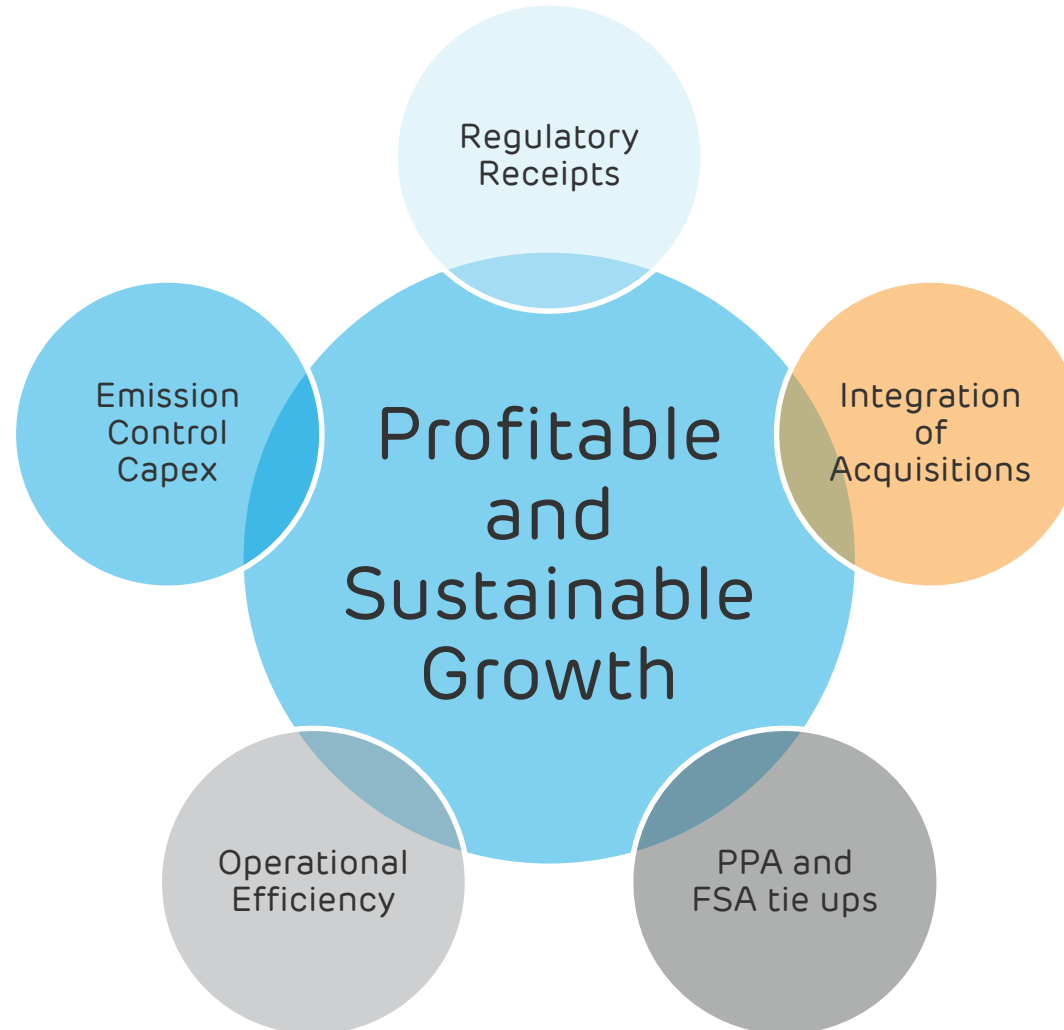 Regulatory
Receipts
Emission
Control
Capex
Profitable
and
Sustainable
Growth
Integration
of
Acquisitions
Operational
Efficiency
PPA and
FSA tie ups